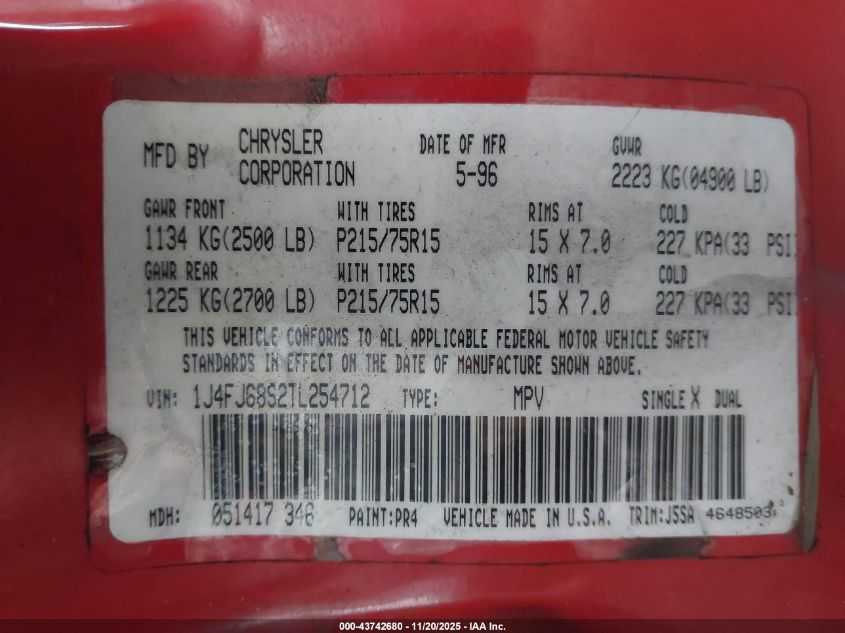 MFD BY CHRYSLER CORPORATION DATE OF MFR 5-96 GVWR 2223 KG(04900 LB)
GAWR FRONT WITH TIRES RIMS AT COLD
1134 KG(2500 LB) P215/75R15 15 X 7.0 227 KPA(33 PSI
GAWR REAR WITH TIRES RIMS AT COLD
1225 KG(2700 LB) P215/75R15 15 X 7.0 227 KPA(33 PSI
THIS VEHICLE CONFORMS TO ALL APPLICABLE FEDERAL MOTOR VEHICLE SAFETY
STANDARDS IN EFFECT ON THE DATE OF MANUFACTURE SHOWN ABOVE.
VIN: 1J4FJ68S2TL254712 TYPE: MPV SINGLE X DUAL
MDH: 051417 346 PAINT:PR4 VEHICLE MADE IN U.S.A. TRIM:J5SA 4648503
000-43742680 - 11/20/2025 - IAA Inc.